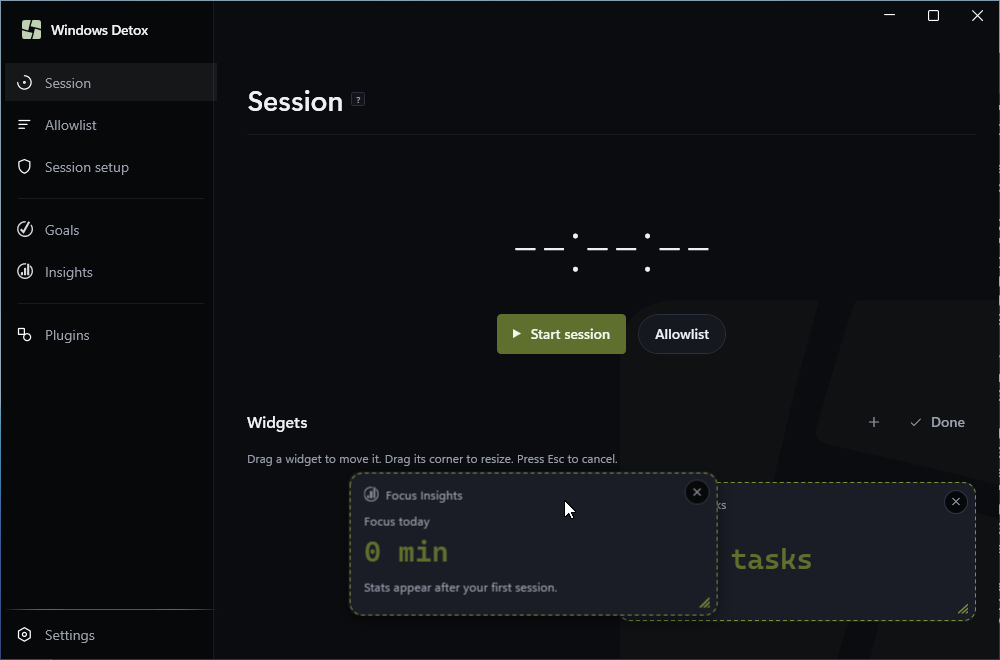 Windows Detox
Session
Allowlist
Session setup
Goals
Insights
Plugins
Settings
Session ?
−−:−−:−−
Start session
Allowlist
Widgets
Done
Drag a widget to move it. Drag its corner to resize. Press Esc to cancel.
Focus Insights
Focus today
0 min
Stats appear after your first session.
tasks